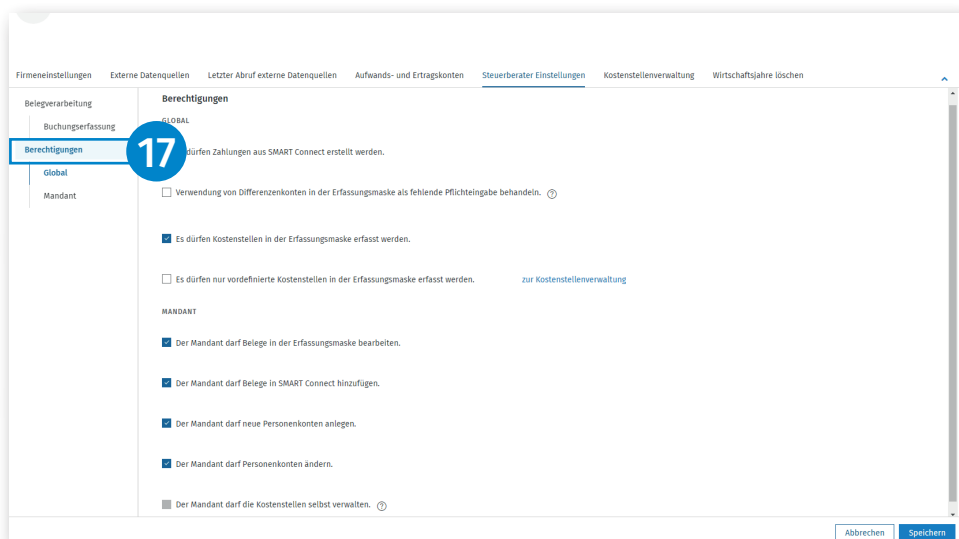 Firmeneinstellungen Externe Datenquellen Letzter Abruf externe Datenquellen Aufwands- und Ertragskonten Steuerberater Einstellungen Kostenstellenverwaltung Wirtschaftsjahre löschen
Belegverarbeitung
Buchungserfassung
Berechtigungen
17
Global
Mandant
Berechtigungen
GLOBAL
dürfen Zahlungen aus SMART Connect erstellt werden.
Verwendung von Differenzenkonten in der Erfassungsmaske als fehlende Pflichteingabe behandeln. ?
Es dürfen Kostenstellen in der Erfassungsmaske erfasst werden.
Es dürfen nur vordefinierte Kostenstellen in der Erfassungsmaske erfasst werden. zur Kostenstellenverwaltung
MANDANT
Der Mandant darf Belege in der Erfassungsmaske bearbeiten.
Der Mandant darf Belege in SMART Connect hinzufügen.
Der Mandant darf neue Personenkonten anlegen.
Der Mandant darf Personenkonten ändern.
Der Mandant darf die Kostenstellen selbst verwalten. ?
Abbrechen Speichern